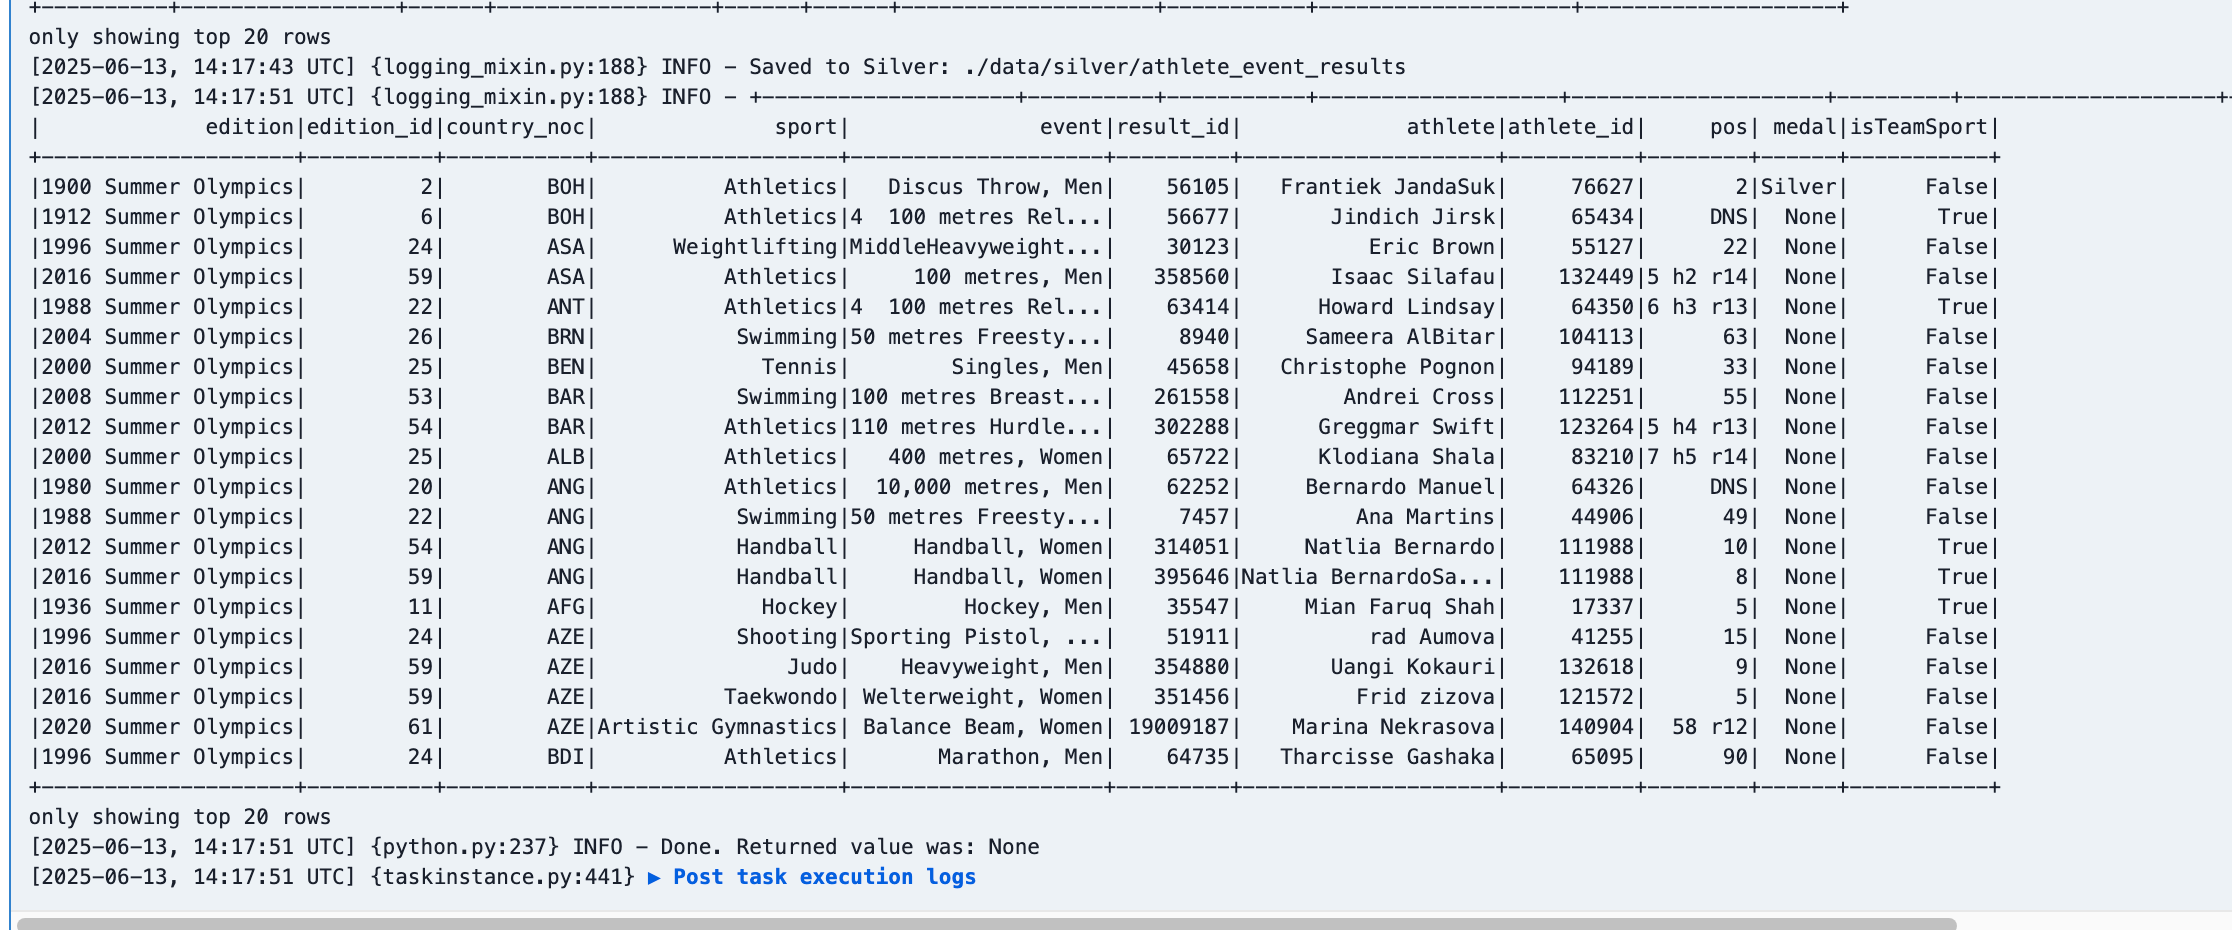 +----------+------------------+------+------------------+------+------+---------------------+-----------+--------------------+--------------------+
only showing top 20 rows
[2025-06-13, 14:17:43 UTC] {logging_mixin.py:188} INFO - Saved to Silver: ./data/silver/athlete_event_results
[2025-06-13, 14:17:51 UTC] {logging_mixin.py:188} INFO - +--------------------+----------+-----------+-------------------+--------------------+---------+--------------------+
|             edition|edition_id|country_noc|              sport|               event|result_id|             athlete|athlete_id|     pos| medal|isTeamSport|
+--------------------+----------+-----------+-------------------+--------------------+---------+--------------------+----------+--------+------+-----------+
|1900 Summer Olympics|         2|        BOH|          Athletics|   Discus Throw, Men|    56105|   Frantiek JandaSuk|     76627|       2|Silver|      False|
|1912 Summer Olympics|         6|        BOH|          Athletics|4  100 metres Rel...|    56677|       Jindich Jirsk|     65434|     DNS|  None|       True|
|1996 Summer Olympics|        24|        ASA|      Weightlifting|MiddleHeavyweight...|    30123|          Eric Brown|     55127|      22|  None|      False|
|2016 Summer Olympics|        59|        ASA|          Athletics|     100 metres, Men|   358560|       Isaac Silafau|    132449|5 h2 r14|  None|      False|
|1988 Summer Olympics|        22|        ANT|          Athletics|4  100 metres Rel...|    63414|      Howard Lindsay|     64350|6 h3 r13|  None|       True|
|2004 Summer Olympics|        26|        BRN|           Swimming|50 metres Freesty...|     8940|     Sameera AlBitar|    104113|      63|  None|      False|
|2000 Summer Olympics|        25|        BEN|             Tennis|        Singles, Men|    45658|   Christophe Pognon|     94189|      33|  None|      False|
|2008 Summer Olympics|        53|        BAR|           Swimming|100 metres Breast...|   261558|        Andrei Cross|    112251|      55|  None|      False|
|2012 Summer Olympics|        54|        BAR|          Athletics|110 metres Hurdle...|   302288|      Greggmar Swift|    123264|5 h4 r13|  None|      False|
|2000 Summer Olympics|        25|        ALB|          Athletics|   400 metres, Women|    65722|      Klodiana Shala|     83210|7 h5 r14|  None|      False|
|1980 Summer Olympics|        20|        ANG|          Athletics|  10,000 metres, Men|    62252|     Bernardo Manuel|     64326|     DNS|  None|      False|
|1988 Summer Olympics|        22|        ANG|           Swimming|50 metres Freesty...|     7457|         Ana Martins|     44906|      49|  None|      False|
|2012 Summer Olympics|        54|        ANG|           Handball|     Handball, Women|   314051|     Natlia Bernardo|    111988|      10|  None|       True|
|2016 Summer Olympics|        59|        ANG|           Handball|     Handball, Women|   395646|Natlia BernardoSa...|    111988|       8|  None|       True|
|1936 Summer Olympics|        11|        AFG|             Hockey|         Hockey, Men|    35547|     Mian Faruq Shah|     17337|       5|  None|       True|
|1996 Summer Olympics|        24|        AZE|           Shooting|Sporting Pistol, ...|    51911|          rad Aumova|     41255|      15|  None|      False|
|2016 Summer Olympics|        59|        AZE|               Judo|    Heavyweight, Men|   354880|       Uangi Kokauri|    132618|       9|  None|      False|
|2016 Summer Olympics|        59|        AZE|          Taekwondo| Welterweight, Women|   351456|         Frid zizova|    121572|       5|  None|      False|
|2020 Summer Olympics|        61|        AZE|Artistic Gymnastics| Balance Beam, Women| 19009187|    Marina Nekrasova|    140904|  58 r12|  None|      False|
|1996 Summer Olympics|        24|        BDI|          Athletics|       Marathon, Men|    64735|   Tharcisse Gashaka|     65095|      90|  None|      False|
+--------------------+----------+-----------+-------------------+--------------------+---------+--------------------+----------+--------+------+-----------+
only showing top 20 rows
[2025-06-13, 14:17:51 UTC] {python.py:237} INFO - Done. Returned value was: None
[2025-06-13, 14:17:51 UTC] {taskinstance.py:441} ▶ Post task execution logs